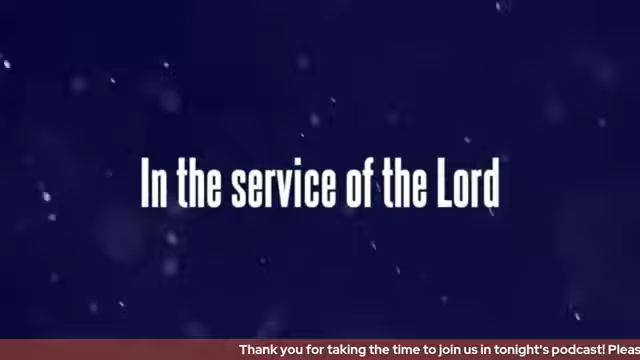 In the service of the Lord
Thank you for taking the time to join us in tonight's podcast!